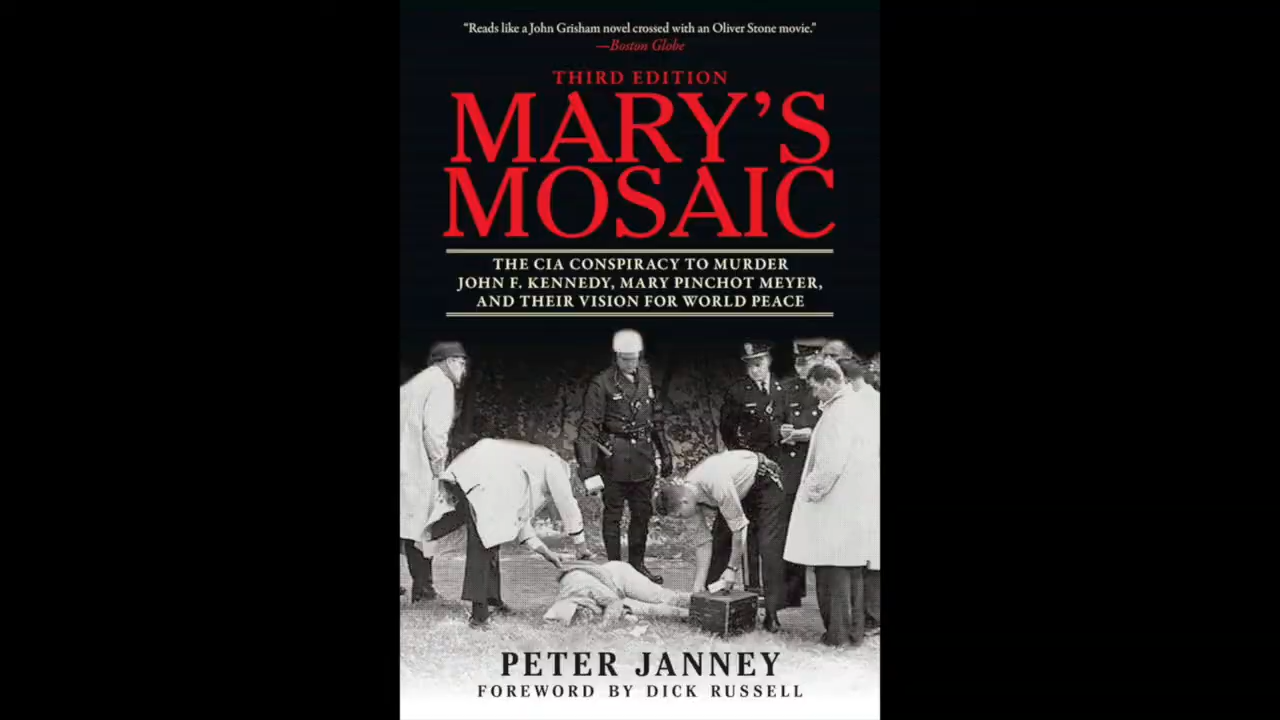 “Reads like a John Grisham novel crossed with an Oliver Stone movie.”
—Boston Globe
THIRD EDITION
MARY’S
MOSAIC
THE CIA CONSPIRACY TO MURDER
JOHN F. KENNEDY, MARY PINCHOT MEYER,
AND THEIR VISION FOR WORLD PEACE
PETER JANNEY
FOREWORD BY DICK RUSSELL